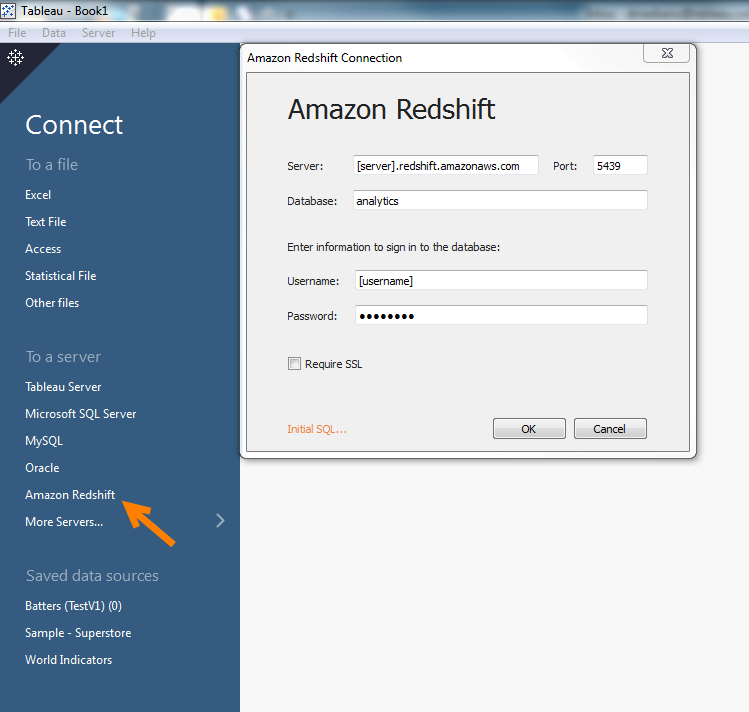 Tableau - Book1
File Data Server Help
Connect
To a file
Excel
Text File
Access
Statistical File
Other files
To a server
Tableau Server
Microsoft SQL Server
MySQL
Oracle
Amazon Redshift
More Servers...
Saved data sources
Batters (TestV1) (0)
Sample - Superstore
World Indicators
Amazon Redshift Connection
Amazon Redshift
Server: [server].redshift.amazonaws.com Port: 5439
Database: analytics
Enter information to sign in to the database:
Username: [username]
Password: ●●●●●●●●
Require SSL
Initial SQL... OK Cancel